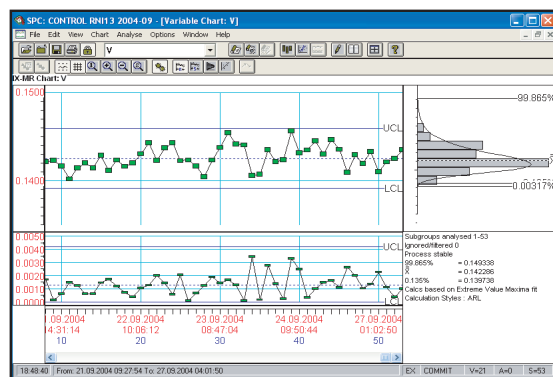 SPC: CONTROL RNI13 2004-09 - [Variable Chart: V]
File Edit View Chart Analyse Options Window Help
V
IX-MR Chart: V
0.1500
99.865%
UCL
0.1400
LCL
0.00317%
0.0050
UCL
Subgroups analysed 1-53
0.0040
Ignored/filtered 0
0.0030
Process stable
99.865% = 0.149338
0.0020
X = 0.142286
0.0010
0.135% = 0.139738
0.0000
LCL
Calcs based on Extreme Value Maxima fit
Calculation Styles : ARL
.09.2004 22.09.2004 23.09.2004 24.09.2004 27.09.2004
4:31:14 10:06:12 08:47:04 09:50:44 01:02:50
10 20 30 40 50
18:48:40 From: 21.09.2004 09:27:54 To: 27.09.2004 04:01:50 EX COMMIT V=21 A=0 S=53